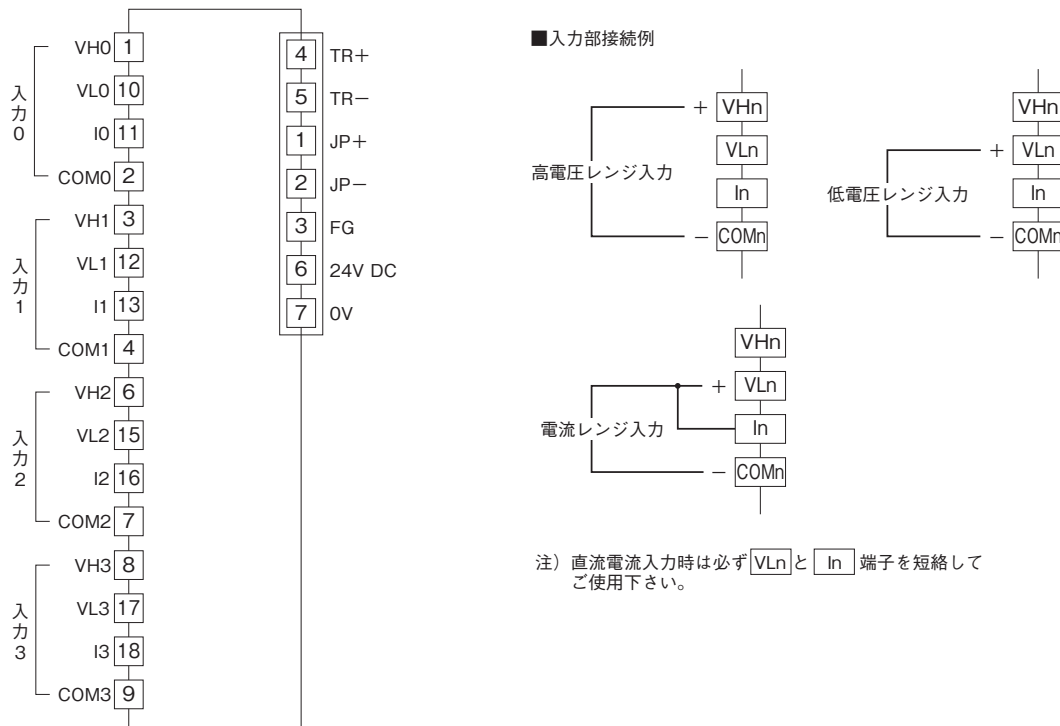 入力0
VH0 1
VL0 10
I0 11
COM0 2
入力1
VH1 3
VL1 12
I1 13
COM1 4
入力2
VH2 6
VL2 15
I2 16
COM2 7
入力3
VH3 8
VL3 17
I3 18
COM3 9
4 TR+
5 TR−
1 JP+
2 JP−
3 FG
6 24V DC
7 0V
■入力部接続例
高電圧レンジ入力
+ VHn
VLn
In
− COMn
低電圧レンジ入力
VHn
+ VLn
In
− COMn
電流レンジ入力
VHn
+ VLn
In
− COMn
注）直流電流入力時は必ず VLn と In 端子を短絡して
ご使用下さい。